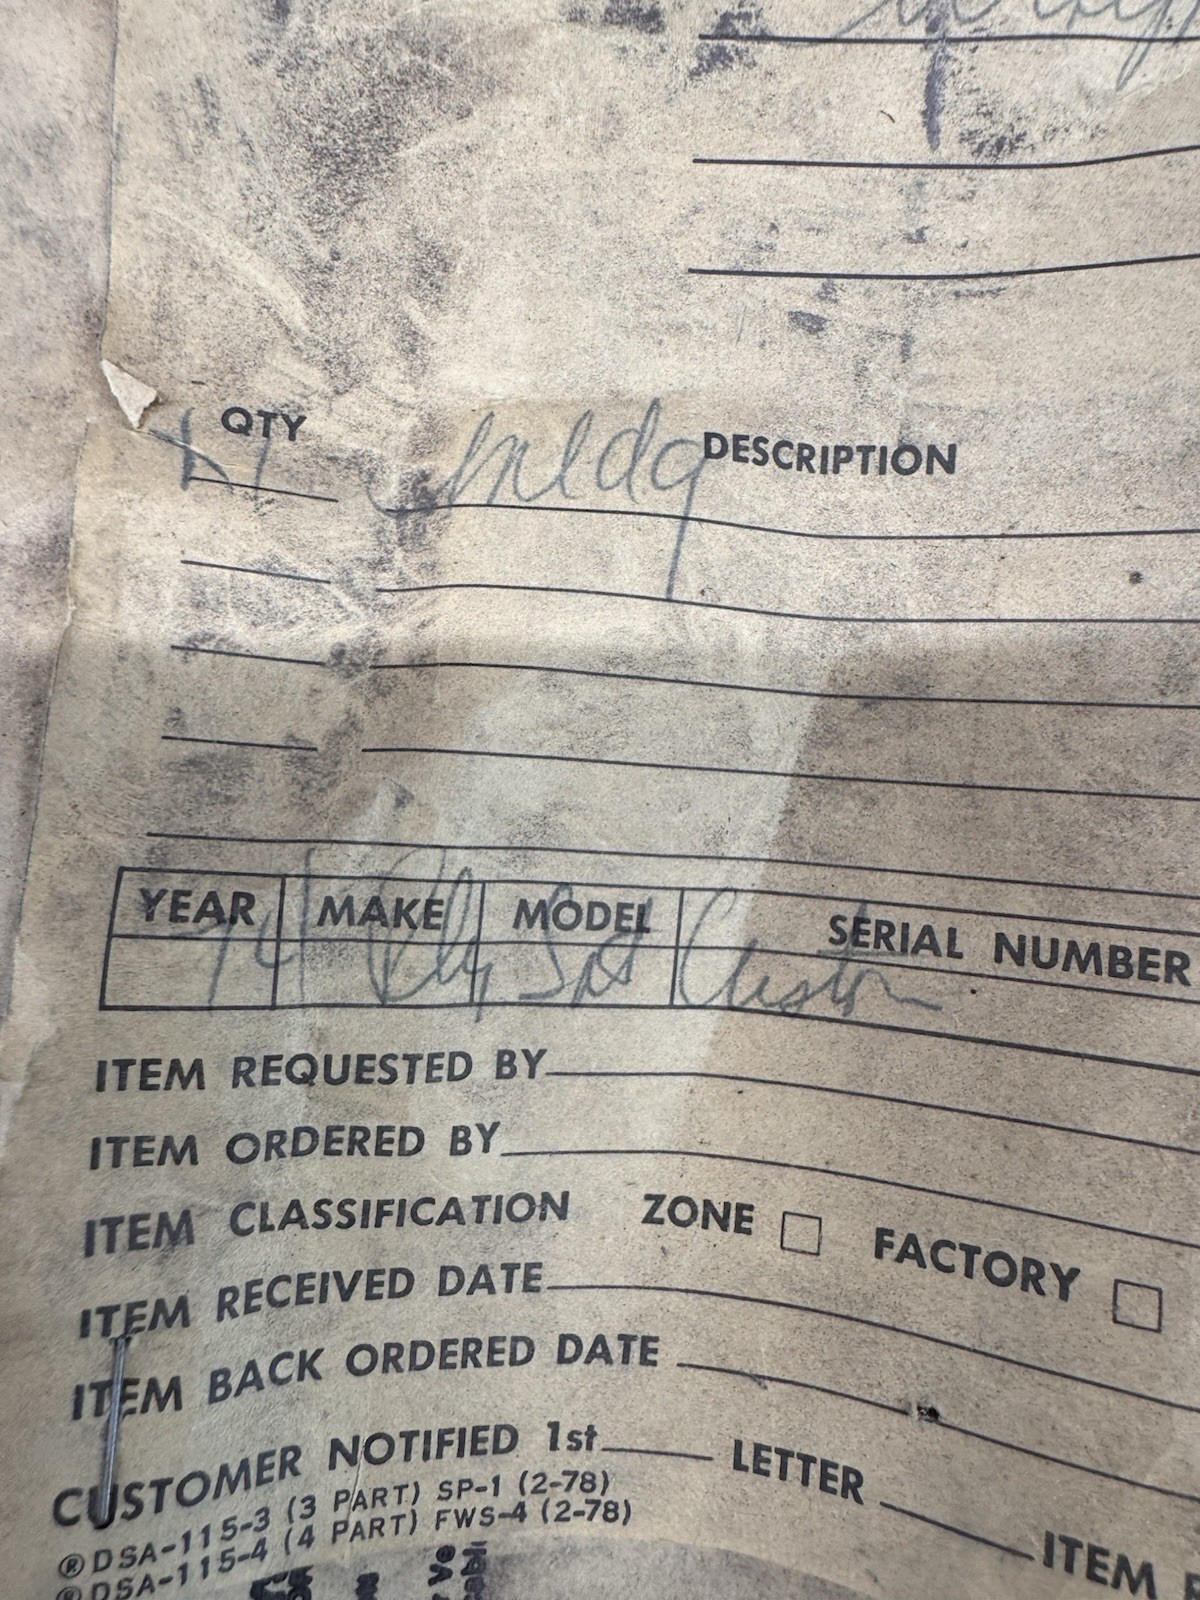 QTY DESCRIPTION
mldg
YEAR MAKE MODEL SERIAL NUMBER
74 Ply Sat Custom
ITEM REQUESTED BY
ITEM ORDERED BY
ITEM CLASSIFICATION ZONE FACTORY
ITEM RECEIVED DATE
ITEM BACK ORDERED DATE
CUSTOMER NOTIFIED 1st LETTER ITEM
®DSA-115-3 (3 PART) SP-1 (2-78)
®DSA-115-4 (4 PART) FWS-4 (2-78)